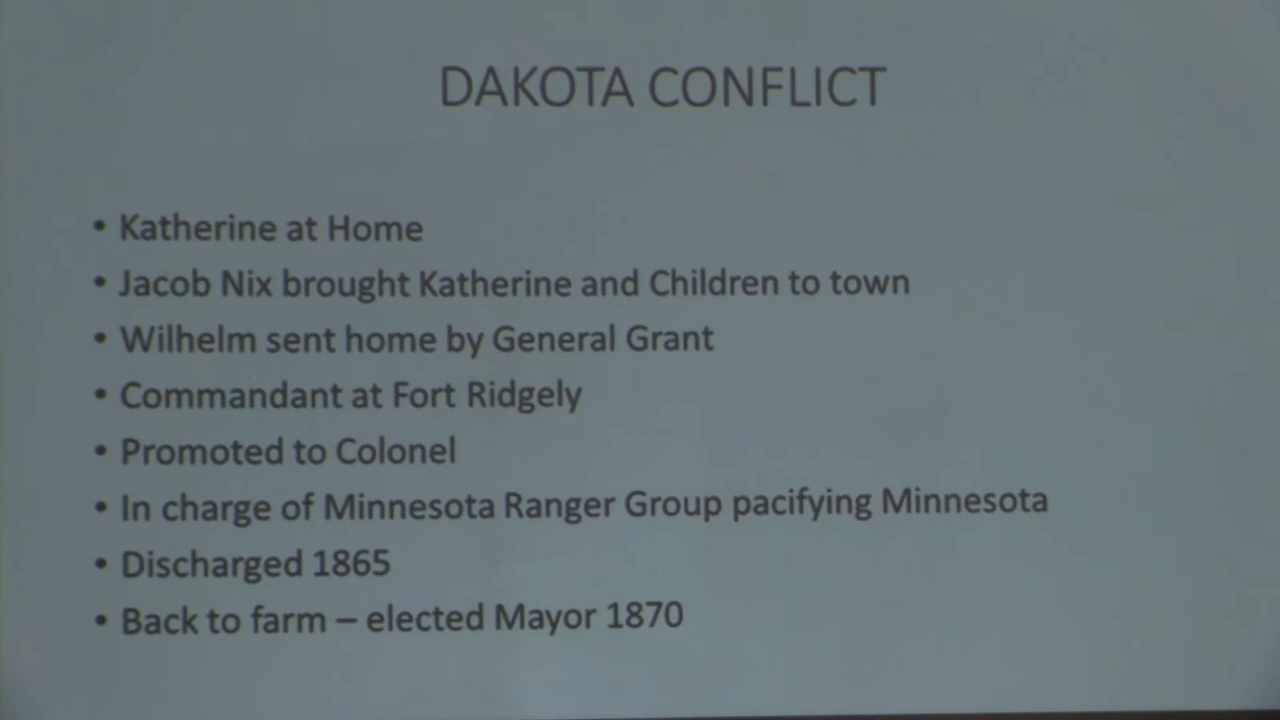 DAKOTA CONFLICT
• Katherine at Home
• Jacob Nix brought Katherine and Children to town
• Wilhelm sent home by General Grant
• Commandant at Fort Ridgely
• Promoted to Colonel
• In charge of Minnesota Ranger Group pacifying Minnesota
• Discharged 1865
• Back to farm – elected Mayor 1870